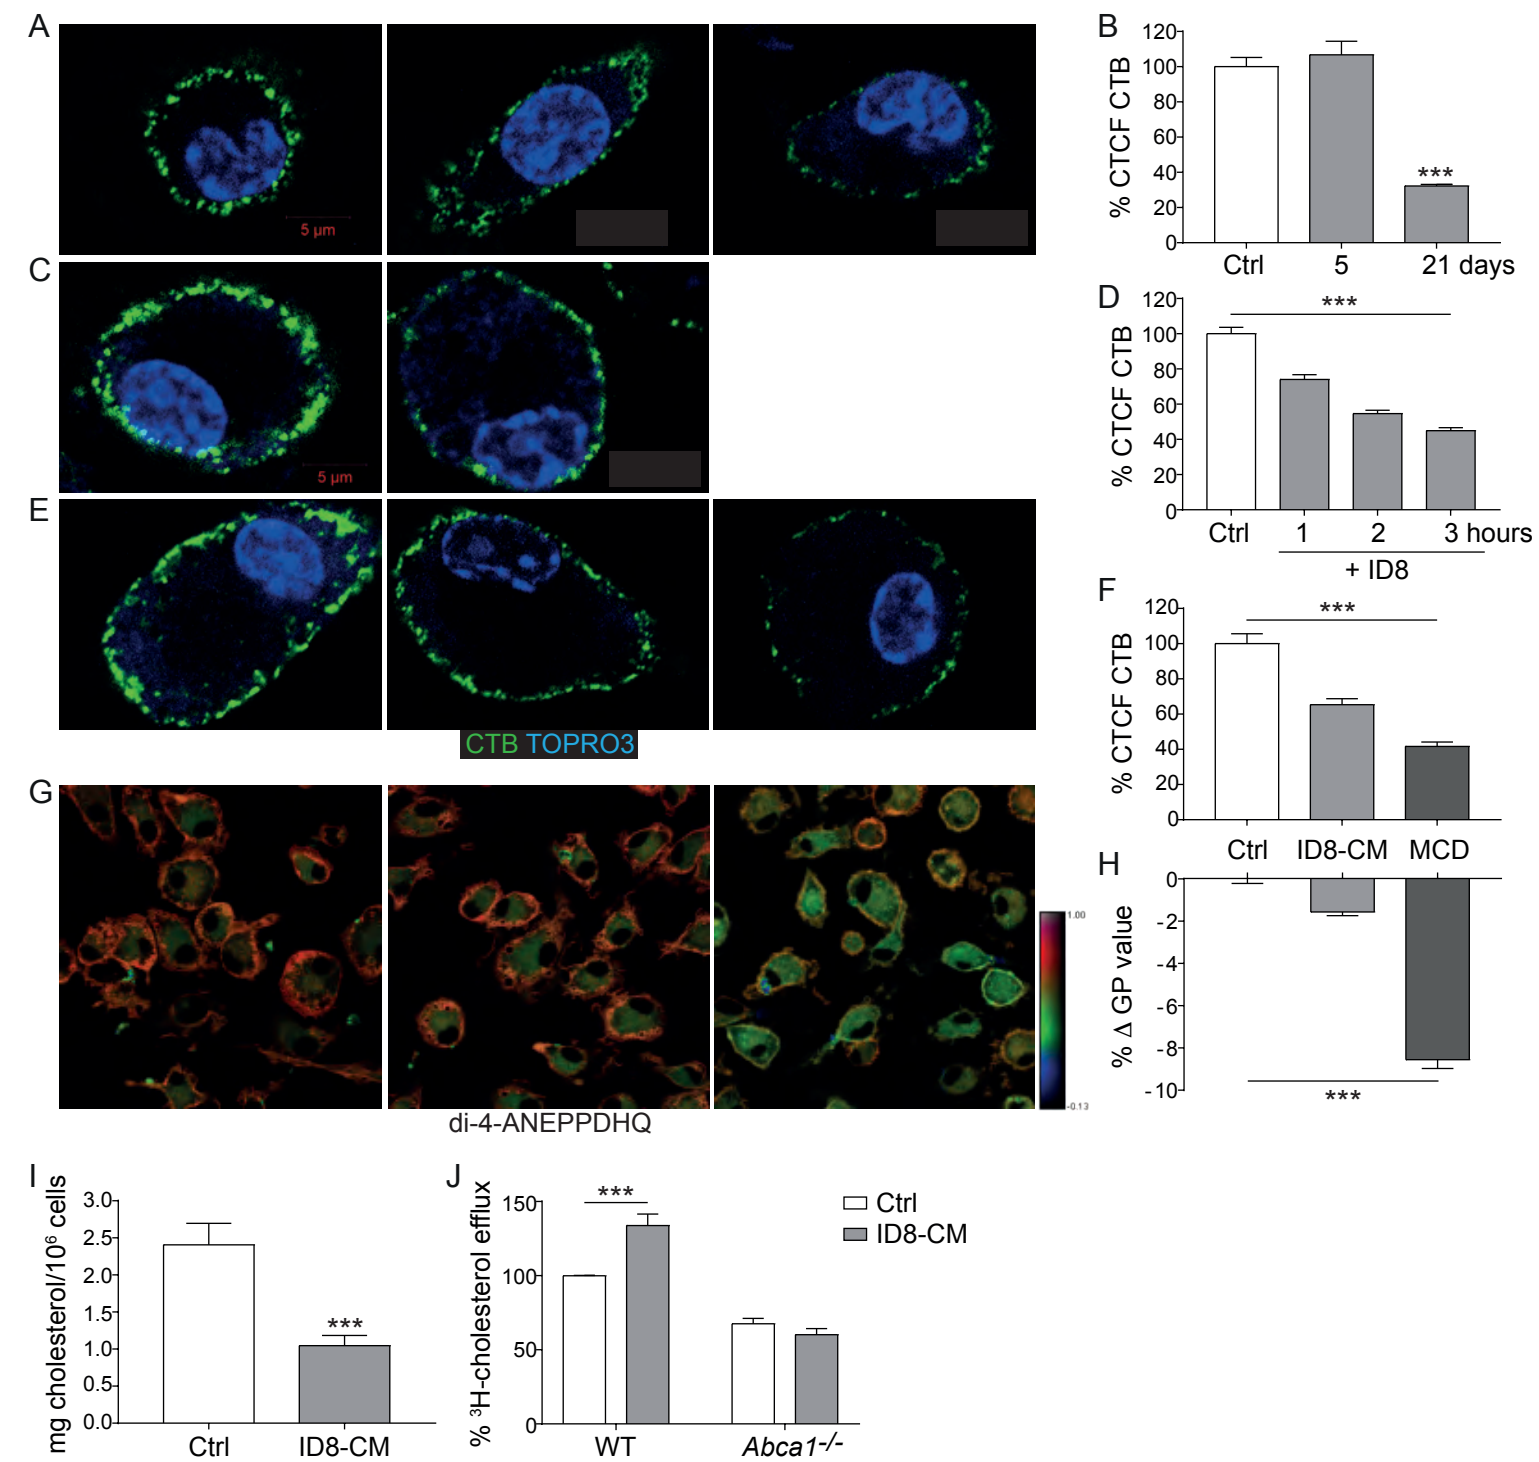 A
5 µm
B
% CTCF CTB
120
100
80
60
40
20
0
***
Ctrl 5 21 days
C
5 µm
D
% CTCF CTB
120
100
80
60
40
20
0
***
Ctrl 1 2 3 hours
+ ID8
E
CTB TOPRO3
F
% CTCF CTB
120
100
80
60
40
20
0
***
Ctrl ID8-CM MCD
G
di-4-ANEPPDHQ
1.00
-0.13
H
% Δ GP value
0
-2
-4
-6
-8
-10
***
I
mg cholesterol/10⁶ cells
3.0
2.5
2.0
1.5
1.0
0.5
0.0
***
Ctrl ID8-CM
J
% ³H-cholesterol efflux
150
100
50
0
***
WT Abca1-/-
Ctrl
ID8-CM